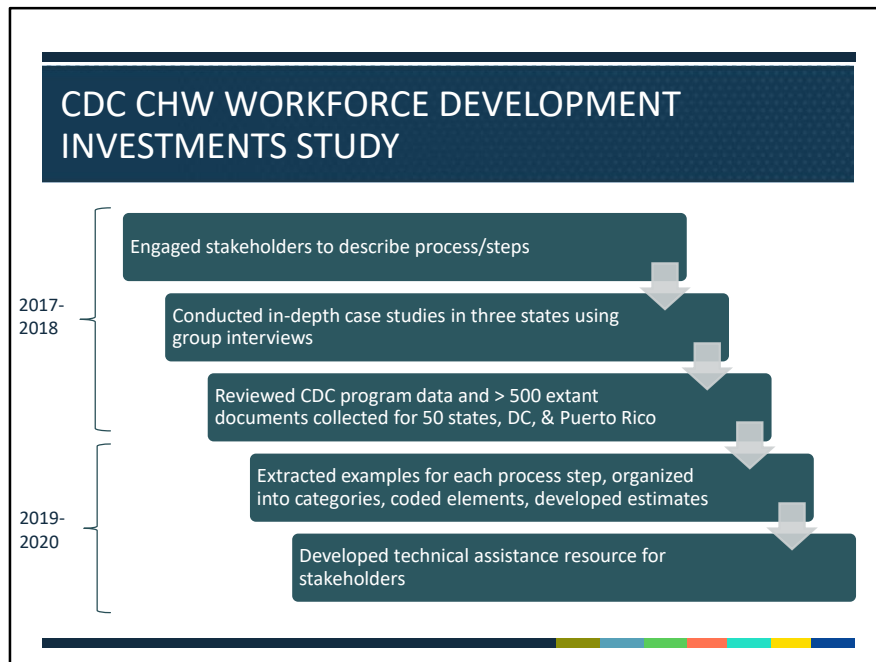 CDC CHW WORKFORCE DEVELOPMENT
INVESTMENTS STUDY
2017-
2018
Engaged stakeholders to describe process/steps
Conducted in-depth case studies in three states using
group interviews
Reviewed CDC program data and > 500 extant
documents collected for 50 states, DC, & Puerto Rico
2019-
2020
Extracted examples for each process step, organized
into categories, coded elements, developed estimates
Developed technical assistance resource for
stakeholders